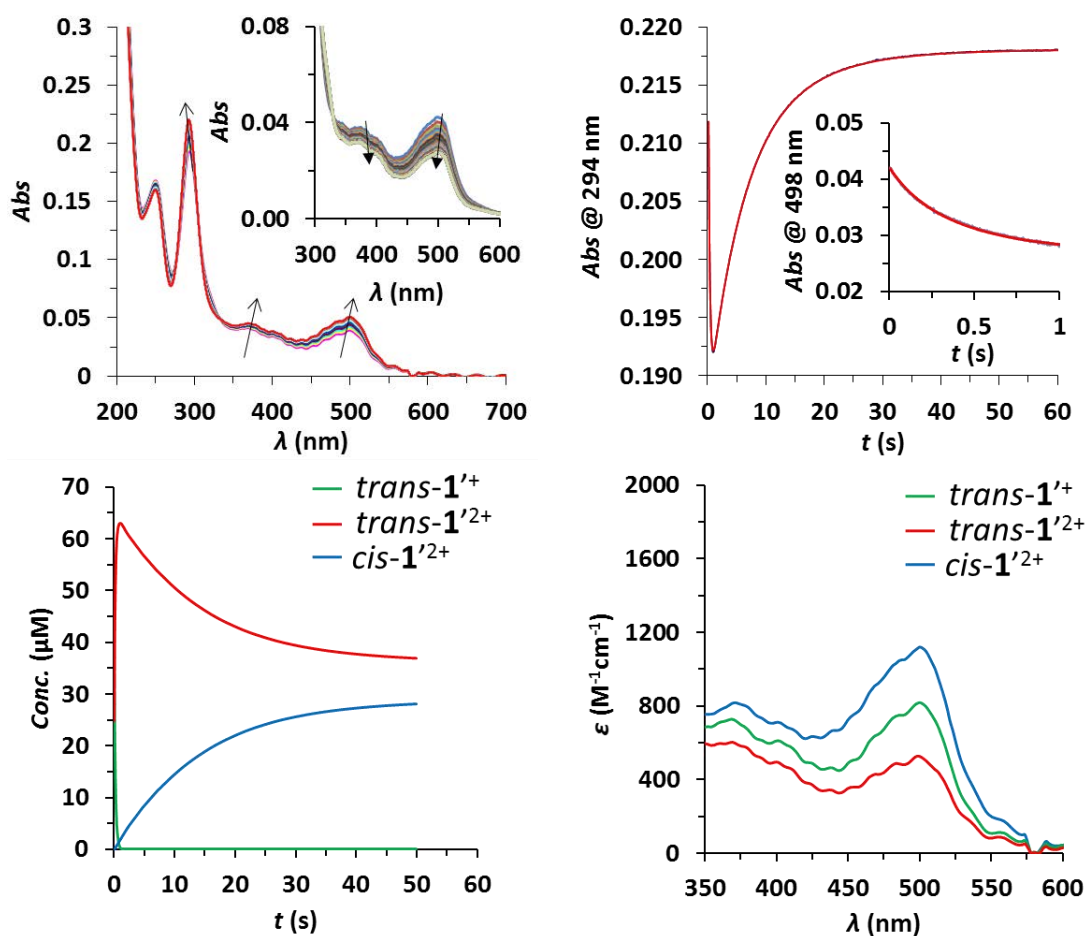 0.3
0.25
0.2
0.15
0.1
0.05
0
Abs
200 300 400 500 600 700
λ (nm)
0.08
0.04
0.00
Abs
300 400 500 600
λ (nm)
0.220
0.215
0.210
0.205
0.200
0.195
0.190
Abs @ 294 nm
0 10 20 30 40 50 60
t (s)
0.05
0.04
0.03
0.02
Abs @ 498 nm
0 0.5 1
t (s)
trans-1'+
trans-1'2+
cis-1'2+
70
60
50
40
30
20
10
0
Conc. (µM)
0 10 20 30 40 50 60
t (s)
trans-1'+
trans-1'2+
cis-1'2+
2000
1600
1200
800
400
0
ε (M-1cm-1)
350 400 450 500 550 600
λ (nm)